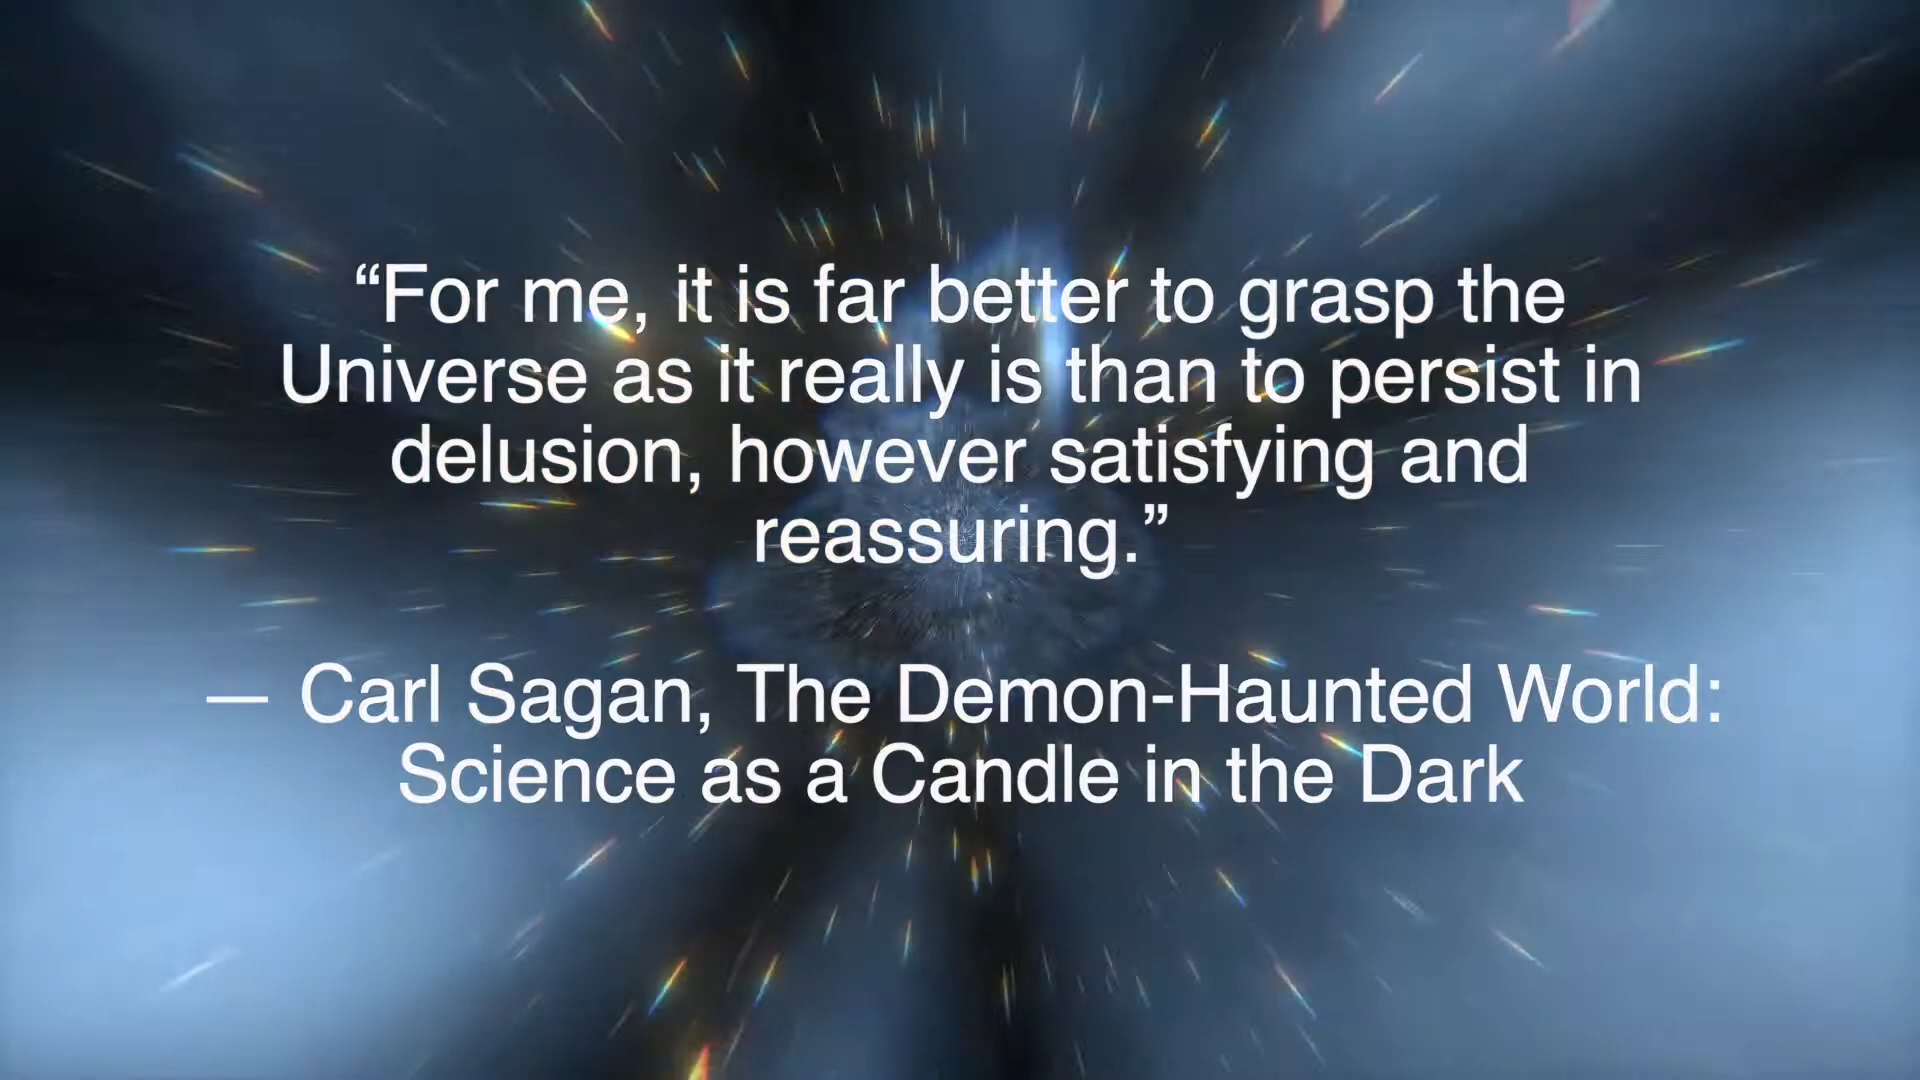 “For me, it is far better to grasp the
Universe as it really is than to persist in
delusion, however satisfying and
reassuring.”
— Carl Sagan, The Demon-Haunted World:
Science as a Candle in the Dark